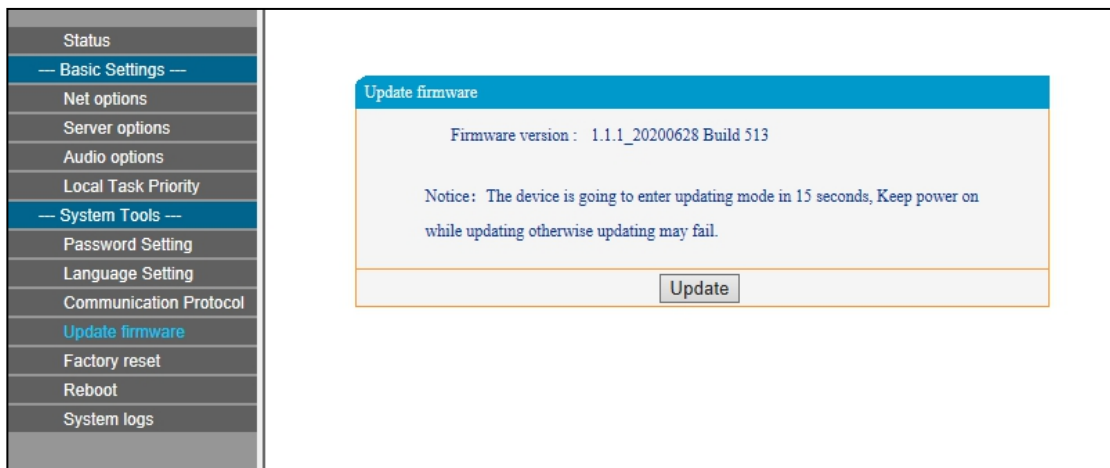 Status
--- Basic Settings ---
Net options
Server options
Audio options
Local Task Priority
--- System Tools ---
Password Setting
Language Setting
Communication Protocol
Update firmware
Factory reset
Reboot
System logs
Update firmware
Firmware version : 1.1.1_20200628 Build 513
Notice: The device is going to enter updating mode in 15 seconds, Keep power on
while updating otherwise updating may fail.
Update